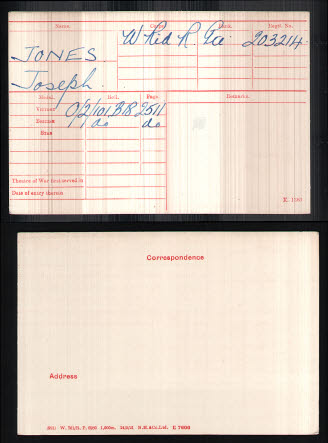 Name. Corps. Rank. Regtl. No.
JONES W Rid R. Pte. 203214.
Joseph.
Medal. Roll. Page. Remarks.
Victory O/2/101.B18 2511
British do do
Star
Theatre of War first served in
Date of entry therein
K. 1380
Correspondence
Address